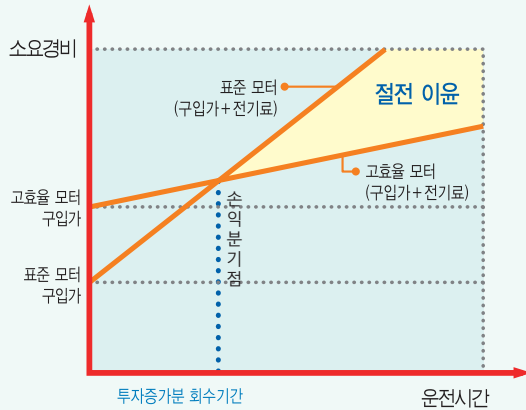 소요경비
표준 모터
(구입가+전기료)
절전 이윤
고효율 모터
(구입가+전기료)
고효율 모터
구입가
손익분기점
표준 모터
구입가
투자증가분 회수기간
운전시간